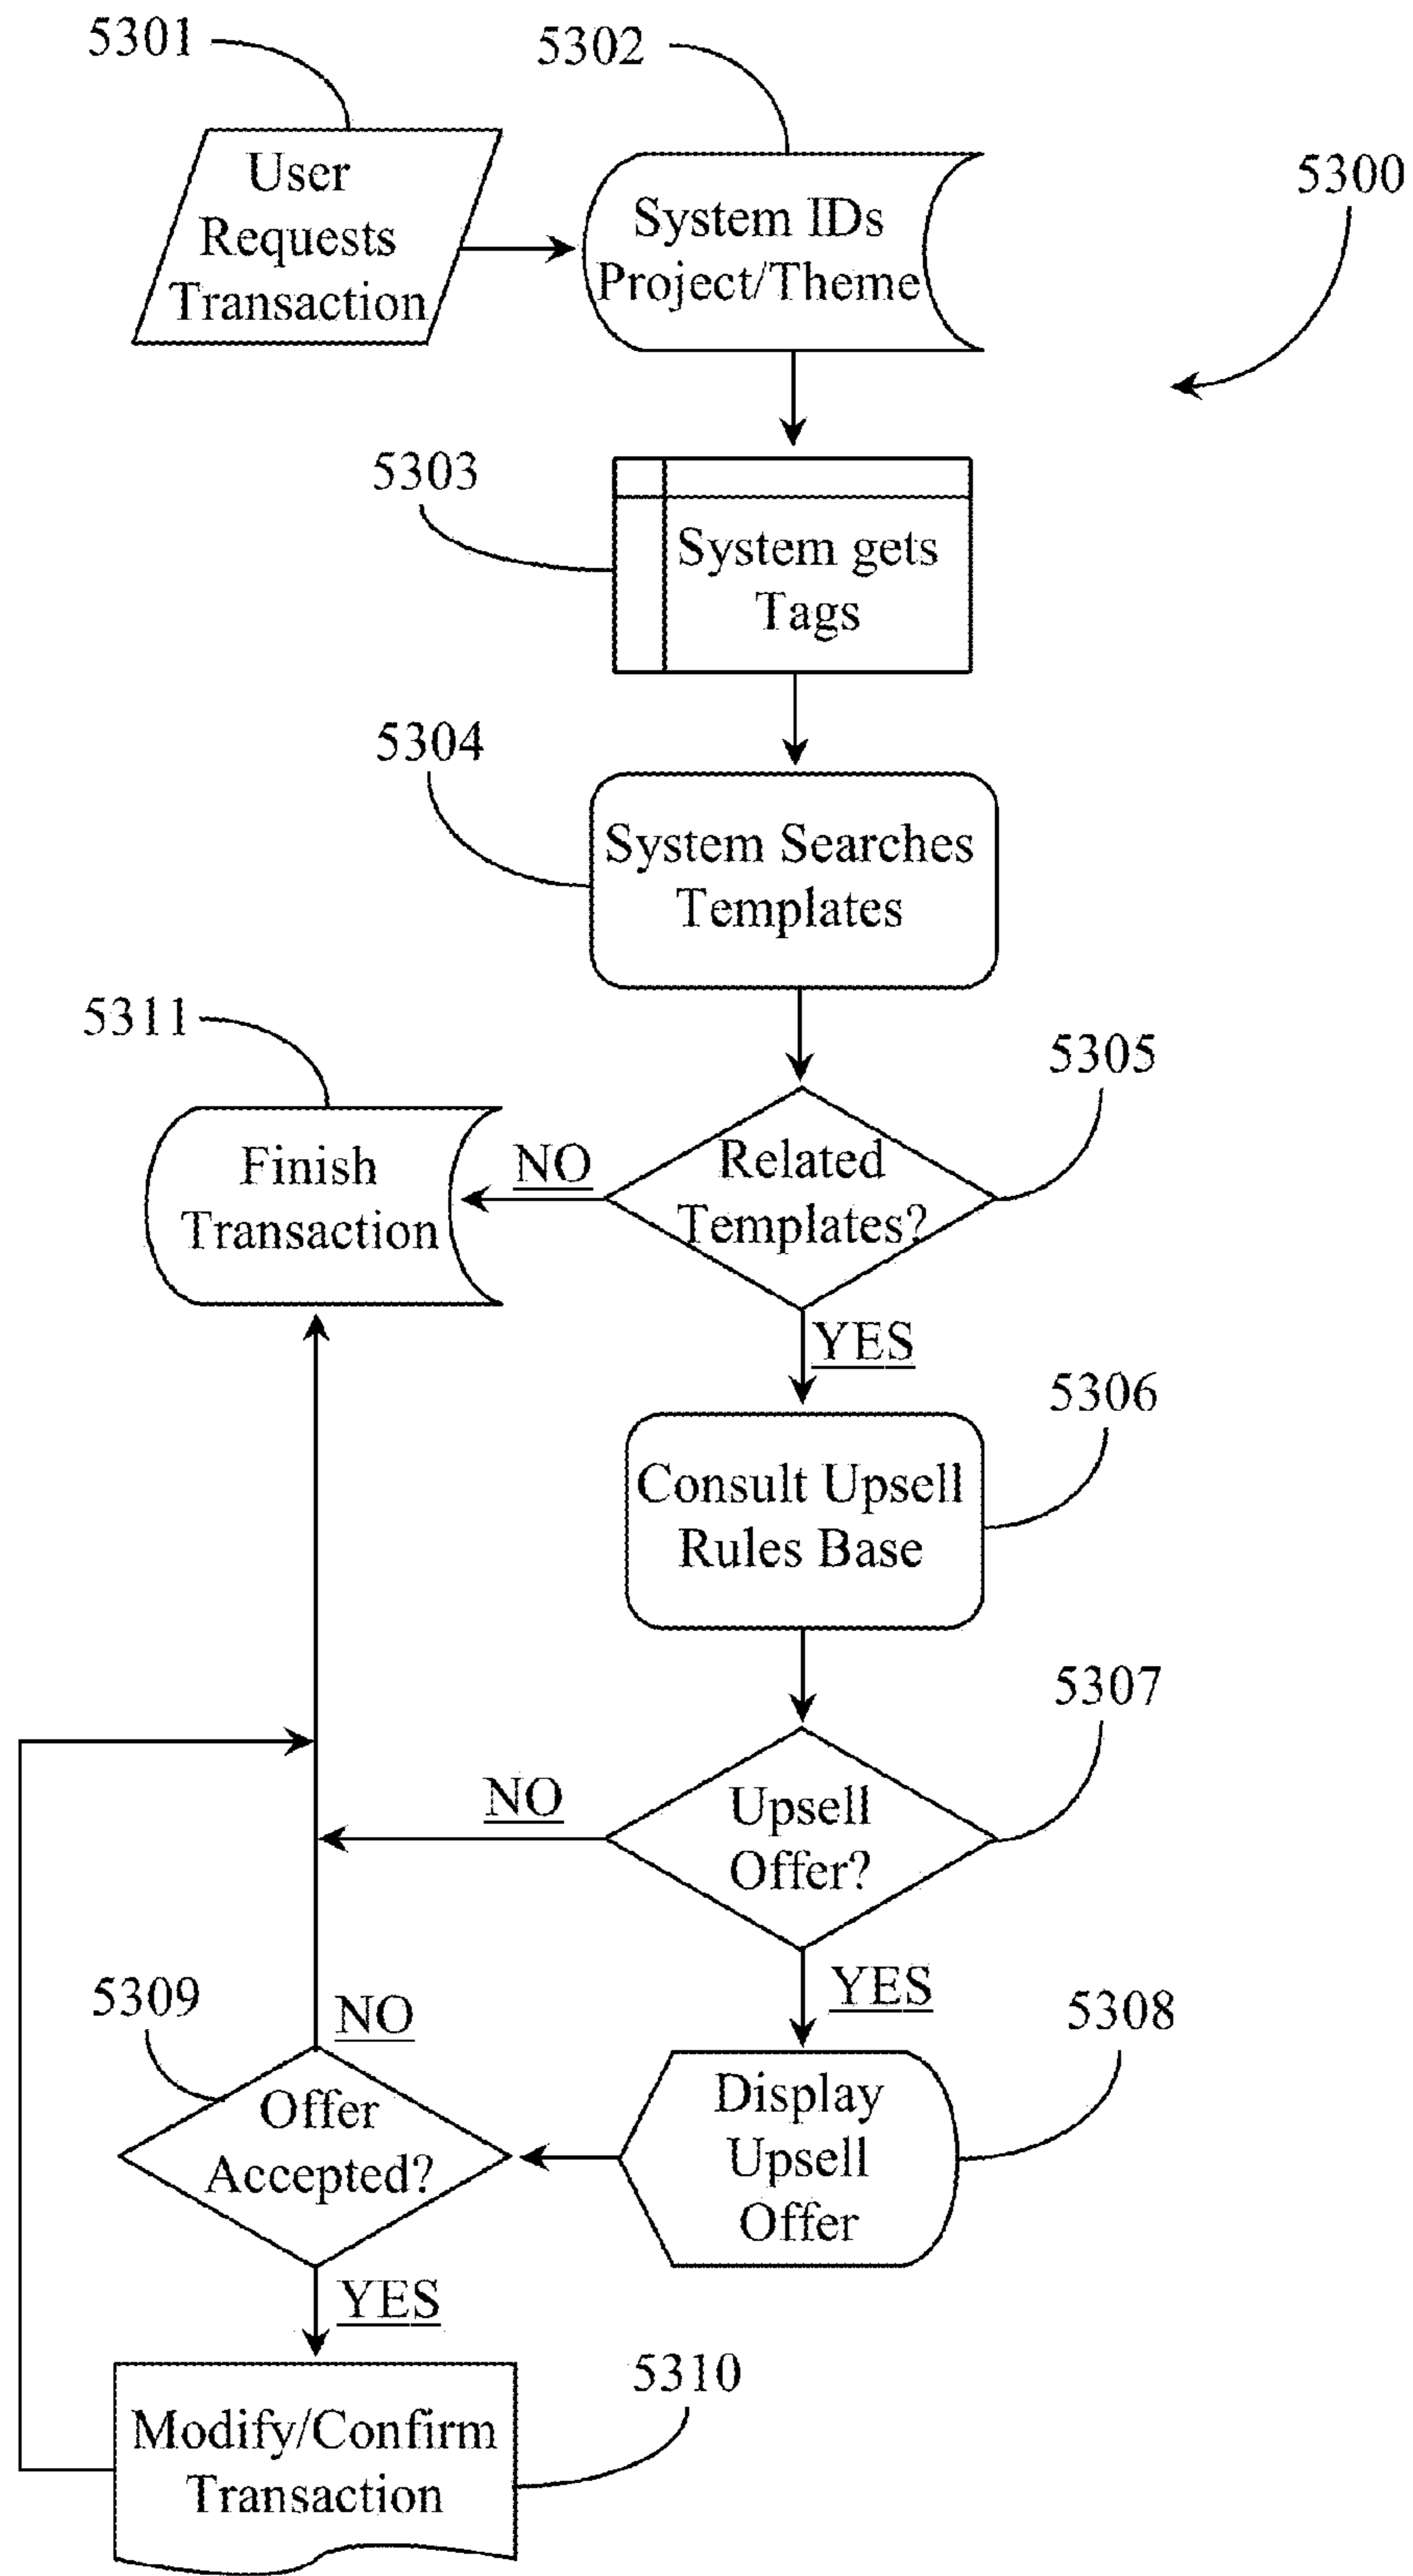 5301
5302
5300
User
Requests
Transaction
System IDs
Project/Theme
5303
System gets
Tags
5304
System Searches
Templates
5311
5305
Finish
Transaction
NO
Related
Templates?
YES
5306
Consult Upsell
Rules Base
5307
NO
Upsell
Offer?
YES
5309
NO
5308
Offer
Accepted?
Display
Upsell
Offer
YES
5310
Modify/Confirm
Transaction